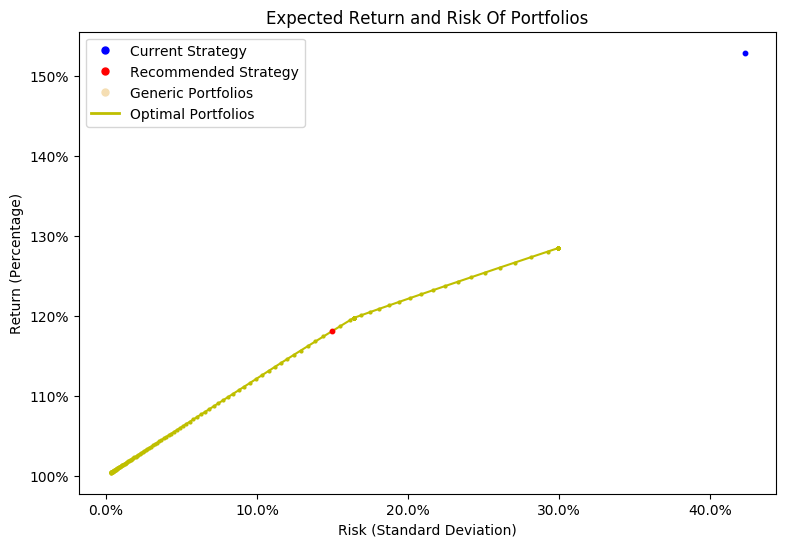 Expected Return and Risk Of Portfolios
Current Strategy
Recommended Strategy
Generic Portfolios
Optimal Portfolios
Return (Percentage)
150%
140%
130%
120%
110%
100%
0.0% 10.0% 20.0% 30.0% 40.0%
Risk (Standard Deviation)